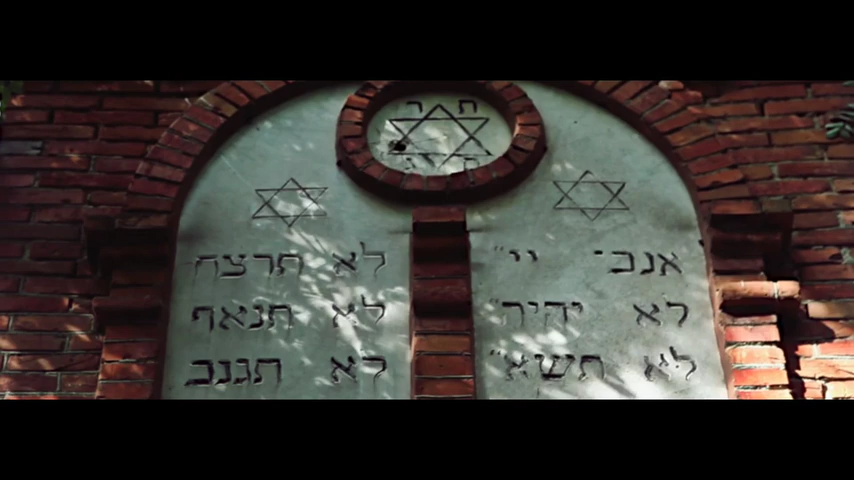 ת ר
אנכי יי״
לא יהיה״
לא תשא״
לא תרצח
לא תנאף
לא תגנב